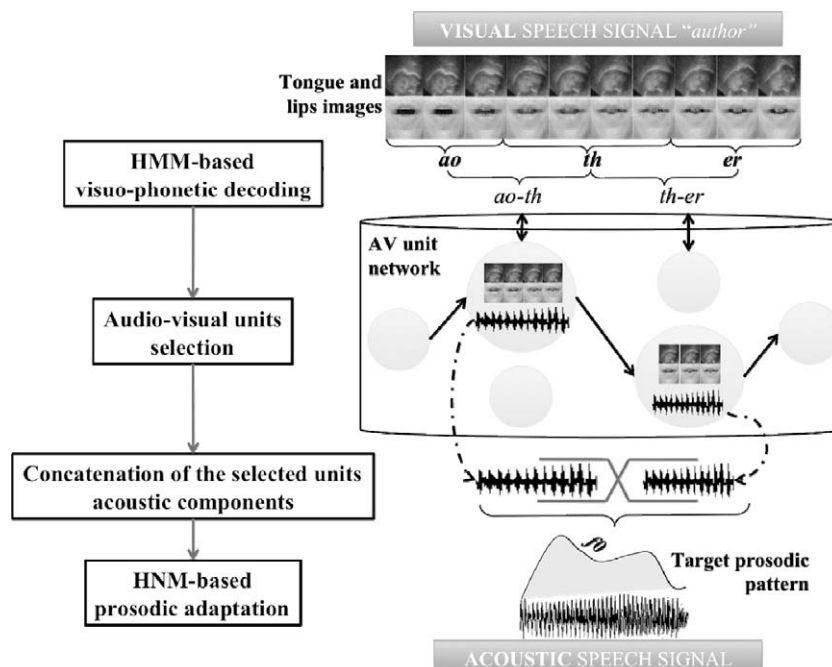 VISUAL SPEECH SIGNAL “author”
Tongue and
lips images
ao th er
ao-th th-er
HMM-based
visuo-phonetic decoding
AV unit
network
Audio-visual units
selection
Concatenation of the selected units
acoustic components
f0
Target prosodic
pattern
HNM-based
prosodic adaptation
ACOUSTIC SPEECH SIGNAL